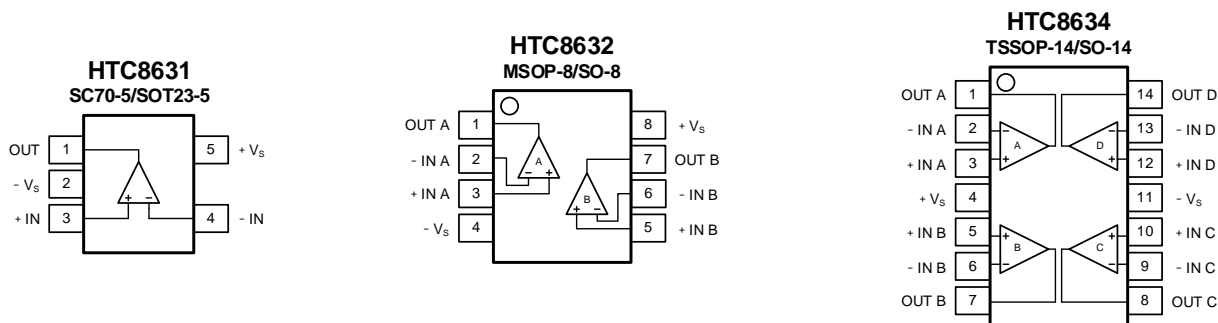 HTC8631
SC70-5/SOT23-5
OUT 1
- VS 2
+ IN 3
5 + VS
4 - IN
+ -
HTC8632
MSOP-8/SO-8
OUT A 1
- IN A 2
+ IN A 3
- VS 4
8 + VS
7 OUT B
6 - IN B
5 + IN B
A
- +
B
+ -
HTC8634
TSSOP-14/SO-14
OUT A 1
- IN A 2
+ IN A 3
+ VS 4
+ IN B 5
- IN B 6
OUT B 7
14 OUT D
13 - IN D
12 + IN D
11 - VS
10 + IN C
9 - IN C
8 OUT C
- A D -
+ +
+ B C +
- -